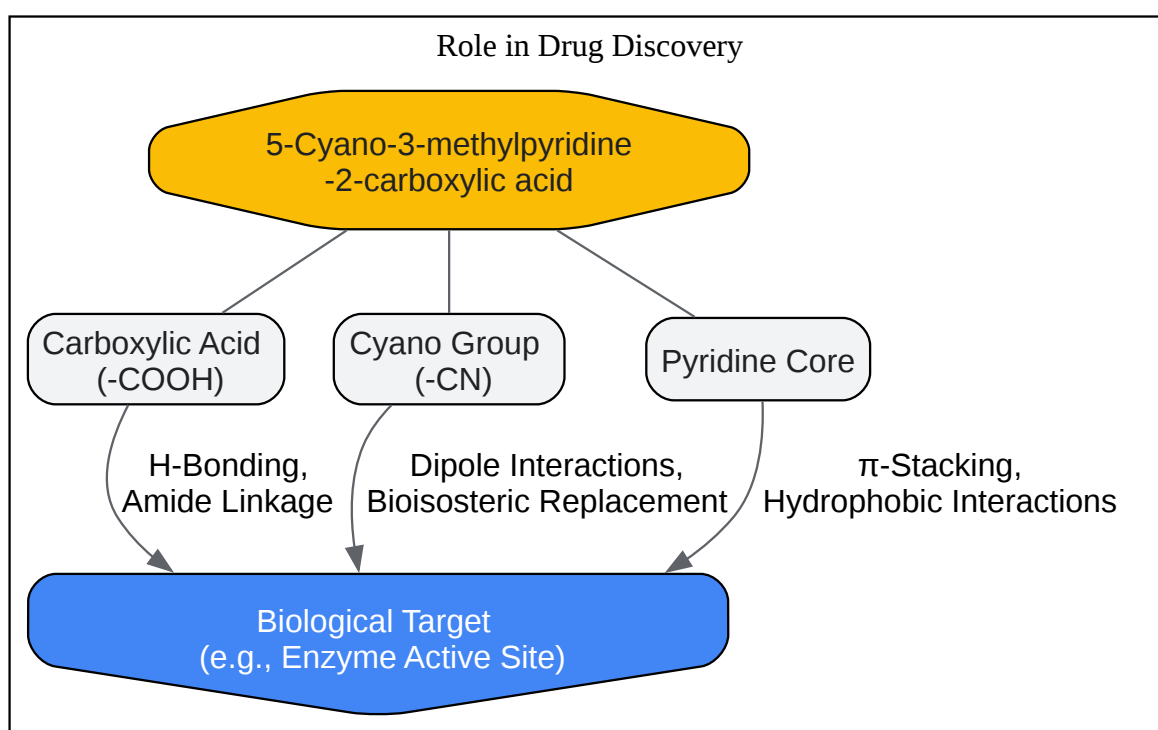 Role in Drug Discovery
5-Cyano-3-methylpyridine
-2-carboxylic acid
Carboxylic Acid
(-COOH)
Cyano Group
(-CN)
Pyridine Core
H-Bonding,
Amide Linkage
Dipole Interactions,
Bioisosteric Replacement
π-Stacking,
Hydrophobic Interactions
Biological Target
(e.g., Enzyme Active Site)